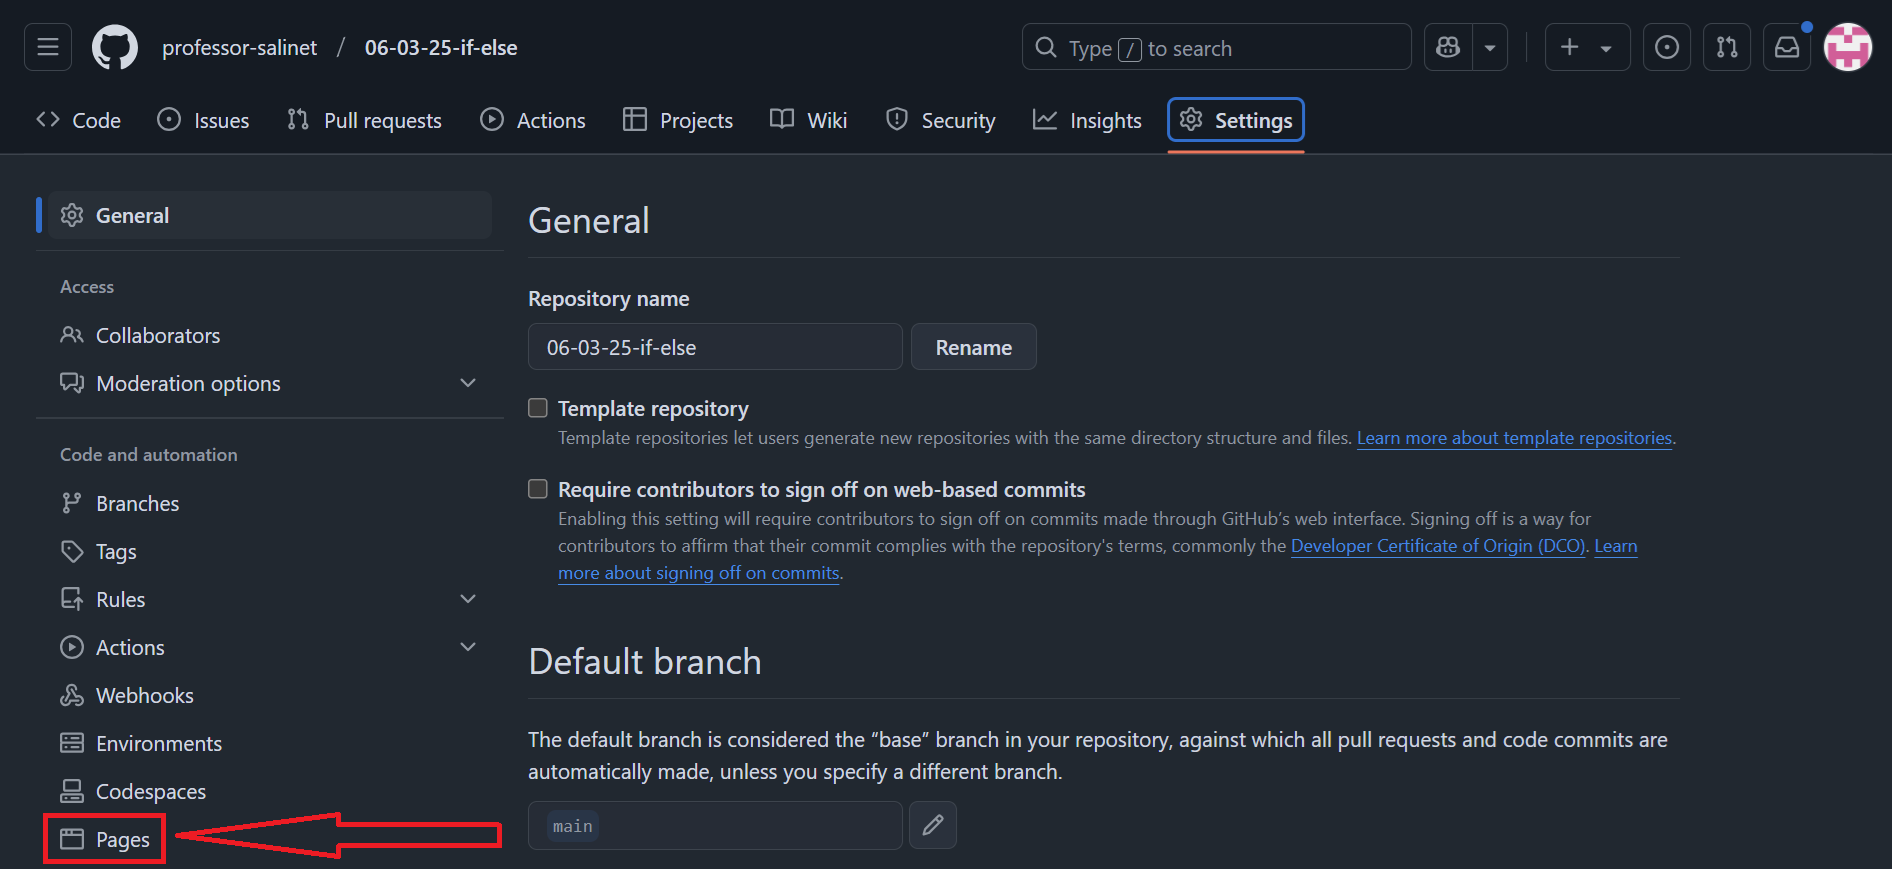 professor-salinet / 06-03-25-if-else
Type / to search
Code Issues Pull requests Actions Projects Wiki Security Insights Settings
General
Access
Collaborators
Moderation options
Code and automation
Branches
Tags
Rules
Actions
Webhooks
Environments
Codespaces
Pages
General
Repository name
06-03-25-if-else Rename
Template repository
Template repositories let users generate new repositories with the same directory structure and files. Learn more about template repositories.
Require contributors to sign off on web-based commits
Enabling this setting will require contributors to sign off on commits made through GitHub’s web interface. Signing off is a way for
contributors to affirm that their commit complies with the repository's terms, commonly the Developer Certificate of Origin (DCO). Learn
more about signing off on commits.
Default branch
The default branch is considered the “base” branch in your repository, against which all pull requests and code commits are
automatically made, unless you specify a different branch.
main